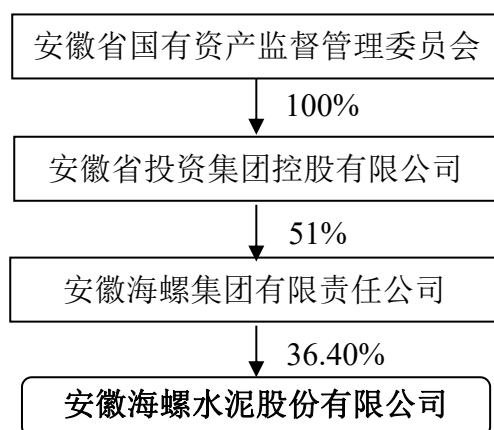 安徽省国有资产监督管理委员会
100%
安徽省投资集团控股有限公司
51%
安徽海螺集团有限责任公司
36.40%
安徽海螺水泥股份有限公司